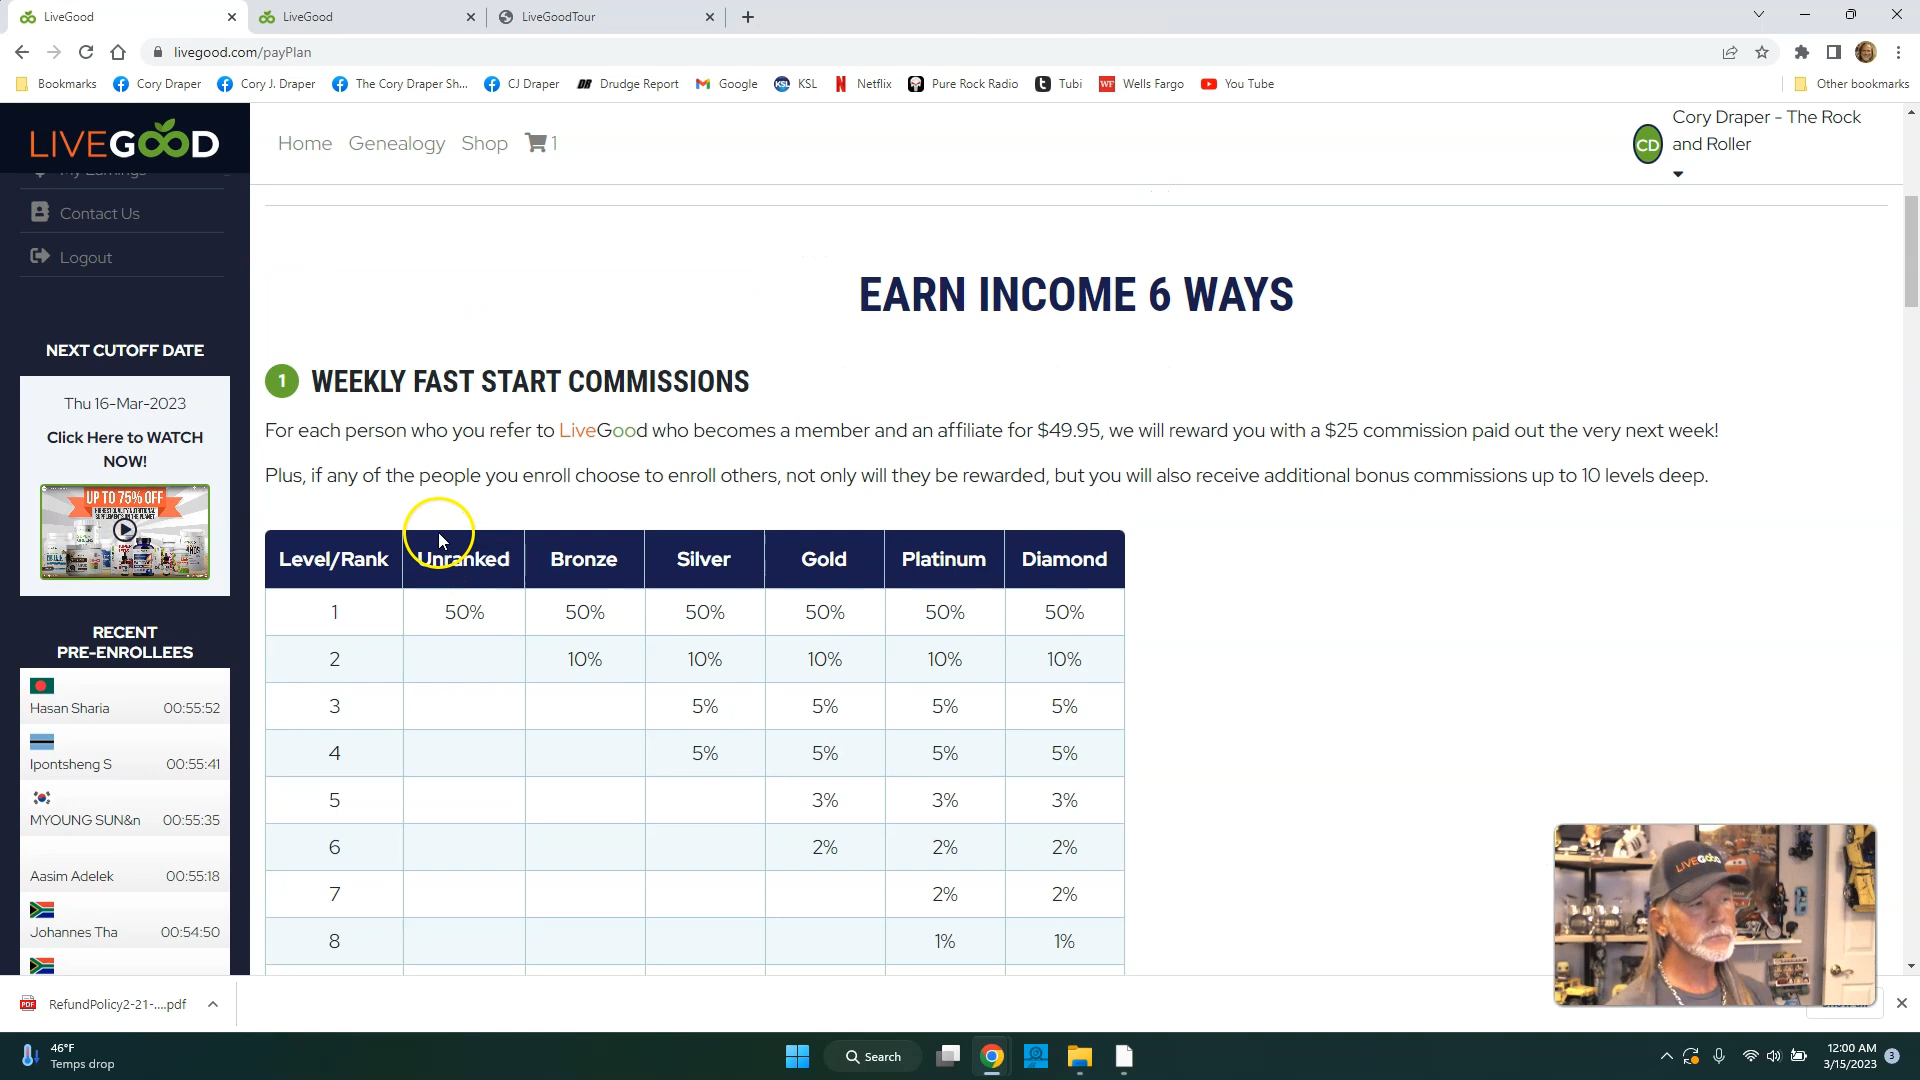 LiveGood
LiveGood
LiveGoodTour
livegood.com/payPlan
Bookmarks Cory Draper Cory J. Draper The Cory Draper Sh... CJ Draper Drudge Report Google KSL Netflix Pure Rock Radio Tubi Wells Fargo You Tube Other bookmarks
LIVEGOOD
Home Genealogy Shop 1
CD
Cory Draper - The Rock
and Roller
My Earnings
Contact Us
Logout
NEXT CUTOFF DATE
Thu 16-Mar-2023
Click Here to WATCH
NOW!
UP TO 75% OFF
HIGHEST QUALITY NUTRITIONAL
SUPPLEMENTS ON THE PLANET
RECENT
PRE-ENROLLEES
Hasan Sharia 00:55:52
Ipontsheng S 00:55:41
MYOUNG SUN&n 00:55:35
Aasim Adelek 00:55:18
Johannes Tha 00:54:50
EARN INCOME 6 WAYS
1 WEEKLY FAST START COMMISSIONS
For each person who you refer to LiveGood who becomes a member and an affiliate for $49.95, we will reward you with a $25 commission paid out the very next week!
Plus, if any of the people you enroll choose to enroll others, not only will they be rewarded, but you will also receive additional bonus commissions up to 10 levels deep.
Level/Rank Unranked Bronze Silver Gold Platinum Diamond
1 50% 50% 50% 50% 50% 50%
2 10% 10% 10% 10% 10%
3 5% 5% 5% 5%
4 5% 5% 5% 5%
5 3% 3% 3%
6 2% 2% 2%
7 2% 2%
8 1% 1%
LIVEGOOD
RefundPolicy2-21-....pdf
46°F
Temps drop
Search
12:00 AM
3/15/2023
3